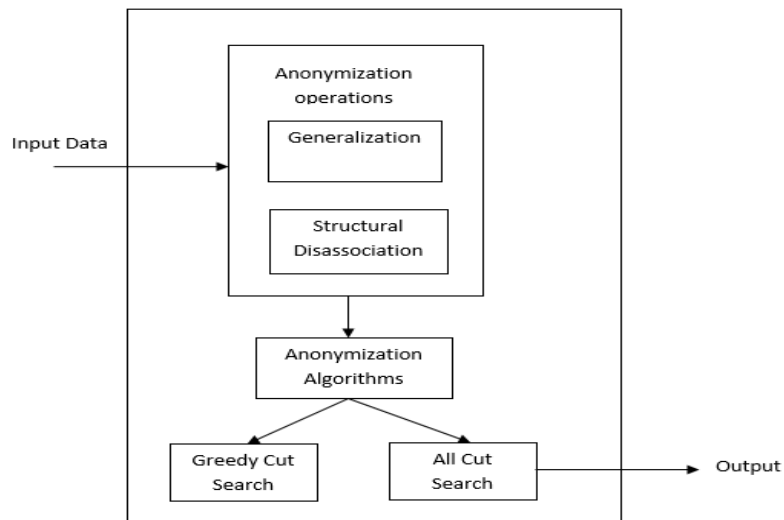 Anonymization
operations
Generalization
Input Data
Structural
Disassociation
Anonymization
Algorithms
Greedy Cut
Search
All Cut
Search
Output